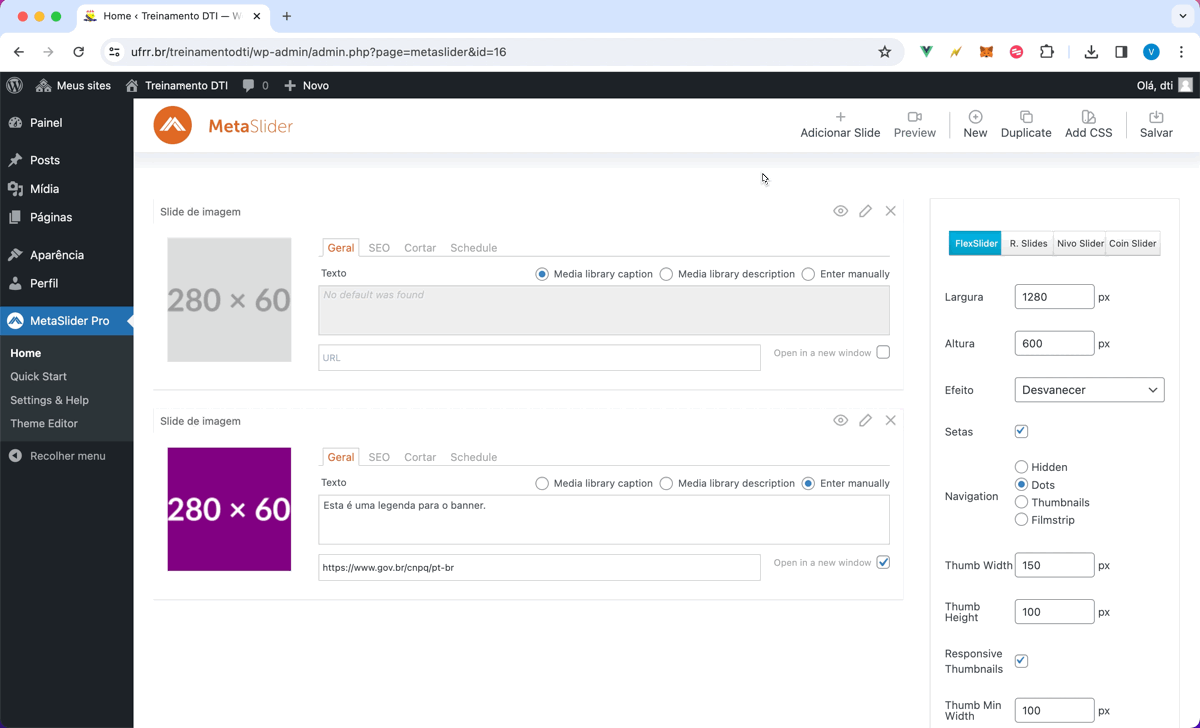 Home ‹ Treinamento DTI — W
ufrr.br/treinamentodti/wp-admin/admin.php?page=metaslider&id=16
V
Meus sites
Treinamento DTI
0
Novo
Olá, dti
Painel
Posts
Mídia
Páginas
Aparência
Perfil
MetaSlider Pro
Home
Quick Start
Settings & Help
Theme Editor
Recolher menu
MetaSlider
Adicionar Slide
Preview
New
Duplicate
Add CSS
Salvar
Slide de imagem
280 × 60
Geral SEO Cortar Schedule
Texto
Media library caption
Media library description
Enter manually
No default was found
URL
Open in a new window
Slide de imagem
280 × 60
Geral SEO Cortar Schedule
Texto
Media library caption
Media library description
Enter manually
Esta é uma legenda para o banner.
https://www.gov.br/cnpq/pt-br
Open in a new window
FlexSlider R. Slides Nivo Slider Coin Slider
Largura 1280 px
Altura 600 px
Efeito Desvanecer
Setas
Navigation
Hidden
Dots
Thumbnails
Filmstrip
Thumb Width 150 px
Thumb
Height
100 px
Responsive
Thumbnails
Thumb Min
Width
100 px